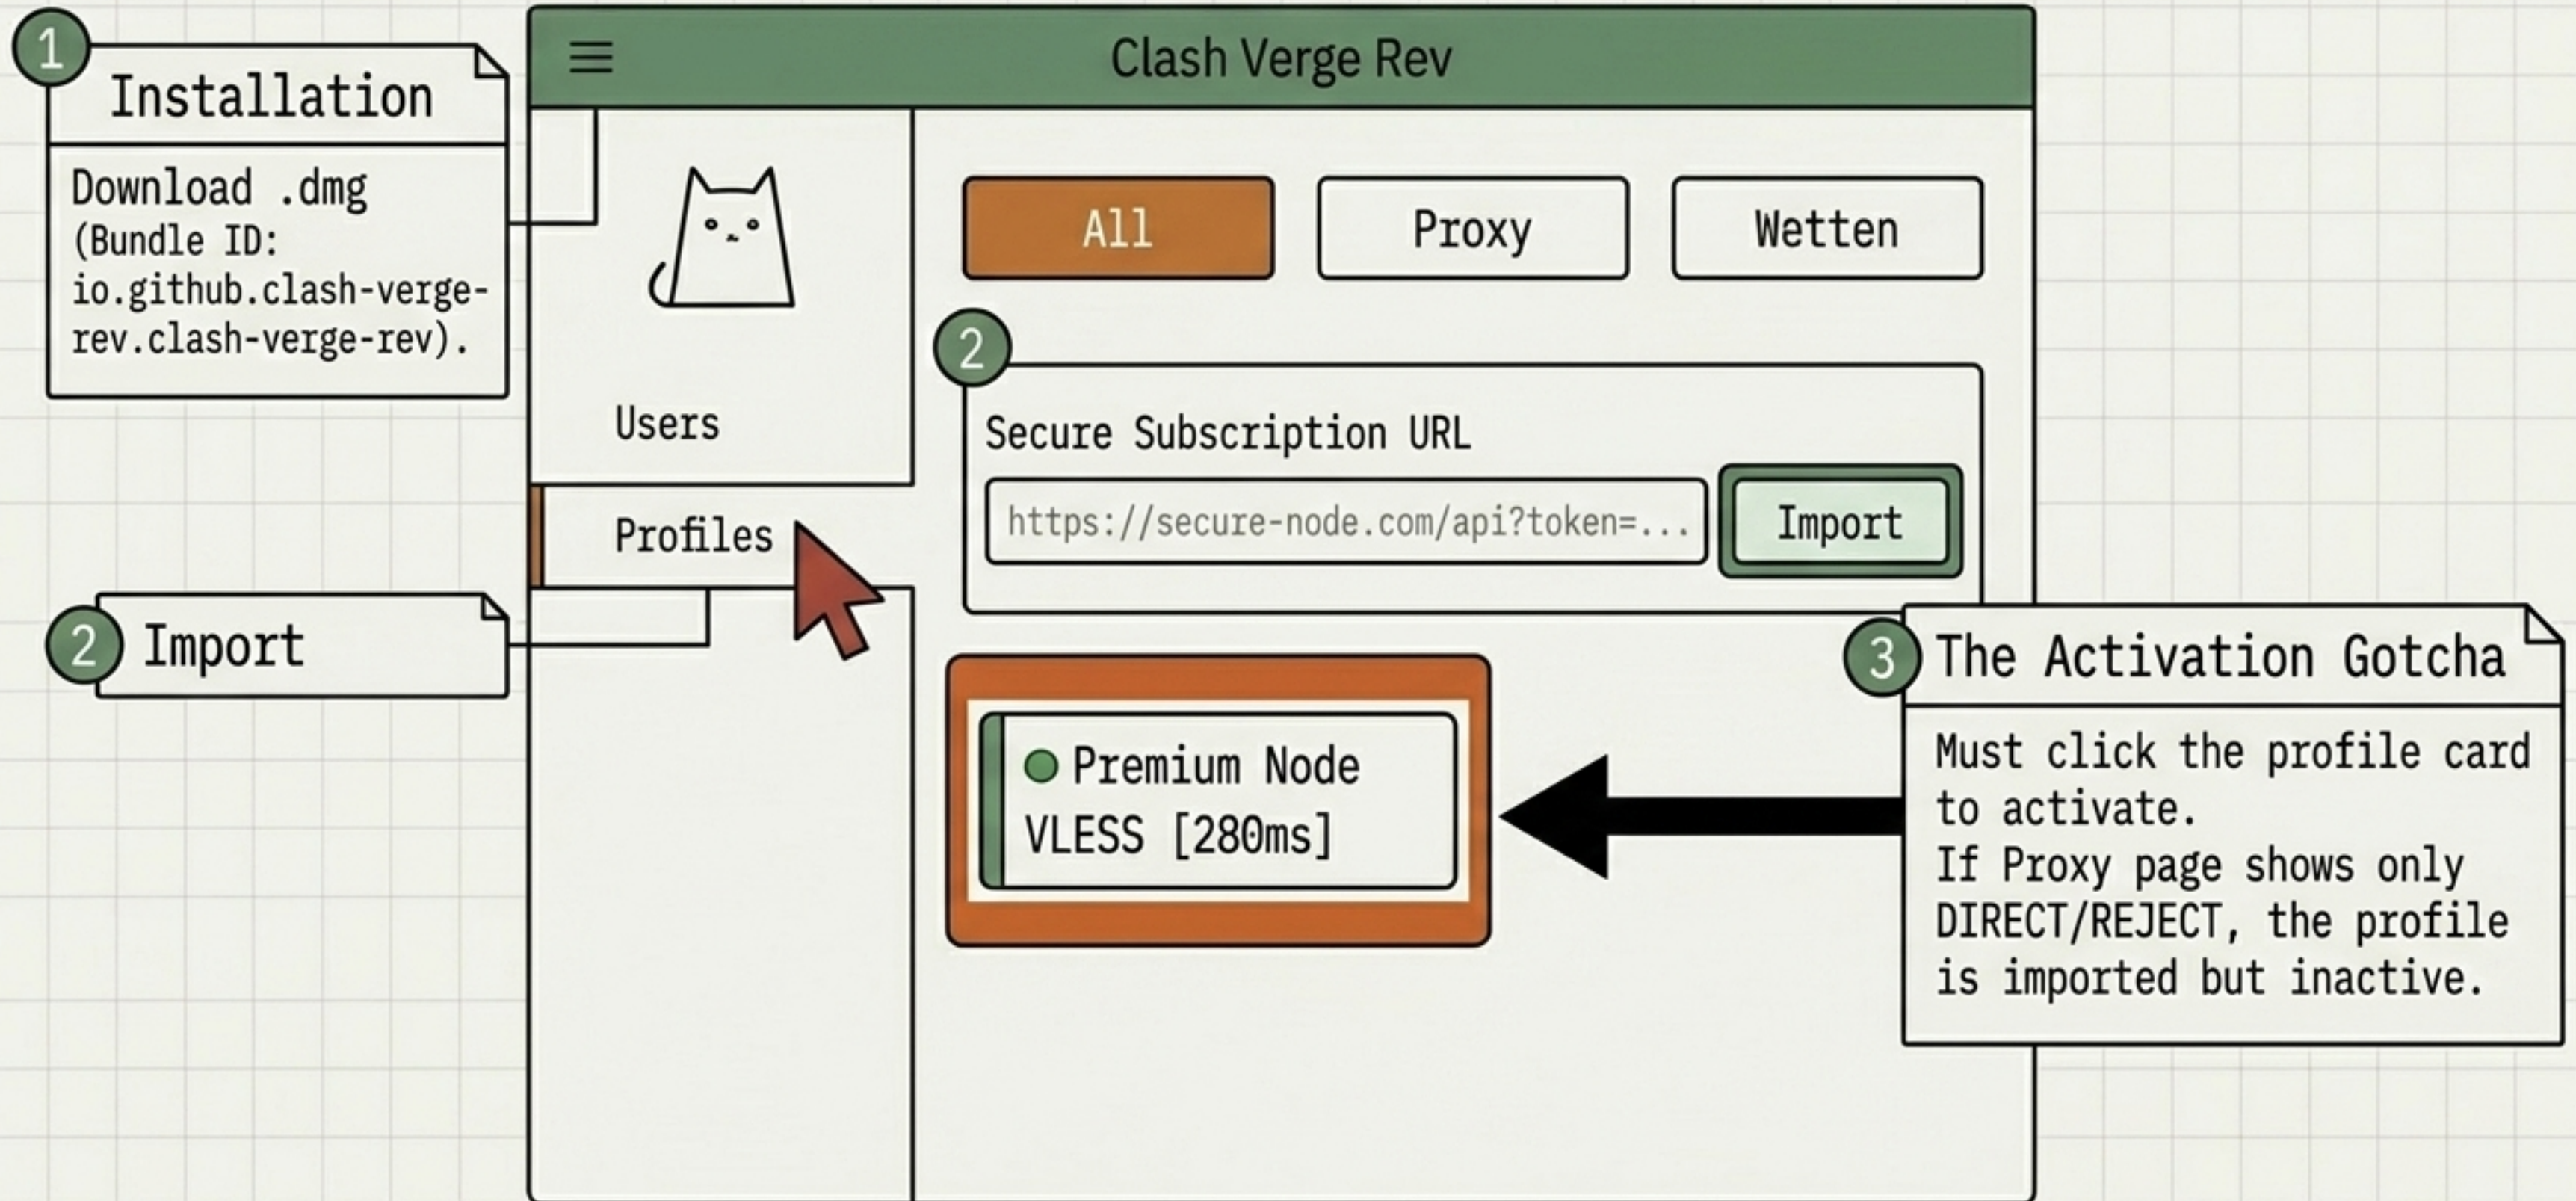 1
Installation
Download .dmg
(Bundle ID:
io.github.clash-verge-
rev.clash-verge-rev).
2
Import
Clash Verge Rev
Users
Profiles
All
Proxy
Wetten
2
Secure Subscription URL
https://secure-node.com/api?token=...
Import
Premium Node
VLESS [280ms]
3
The Activation Gotcha
Must click the profile card
to activate.
If Proxy page shows only
DIRECT/REJECT, the profile
is imported but inactive.